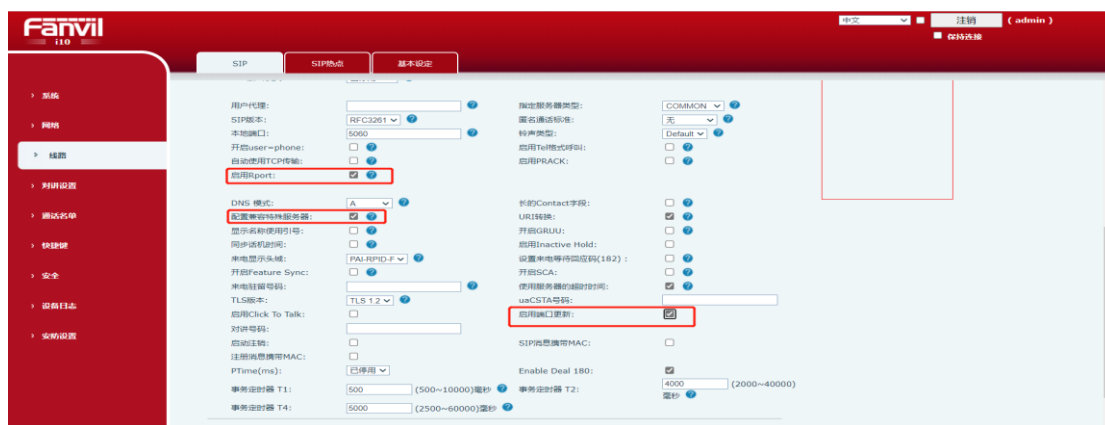 Fanvil
i10
中文
注销
( admin )
保持连接
SIP
SIP热点
基本设定
› 系统
› 网络
› 线路
› 对讲设置
› 通话名单
› 快捷键
› 安全
› 设备日志
› 安防设置
用户代理: 指定服务器类型: COMMON
SIP版本: RFC3261 匿名通话标准: 无
本地端口: 5060 铃声类型: Default
开启user=phone: 启用Tel格式呼叫:
自动使用TCP传输: 启用PRACK:
启用Rport:
DNS 模式: A 长的Contact字段:
配置兼容特殊服务器: URI转换:
显示名称使用引号: 开启GRUU:
同步话机时间: 启用Inactive Hold:
来电显示头域: PAI-RPID-F 设置来电等待回应码(182) :
开启Feature Sync: 开启SCA:
来电驻留号码: 使用服务器的超时时间:
TLS版本: TLS 1.2 uaCSTA号码:
启用Click To Talk: 启用端口更新:
对讲号码:
启动注销: SIP消息携带MAC:
注册消息携带MAC:
PTime(ms): 已停用 Enable Deal 180:
事务定时器 T1: 500 (500~10000)毫秒 事务定时器 T2: 4000 (2000~40000)
毫秒
事务定时器 T4: 5000 (2500~60000)毫秒